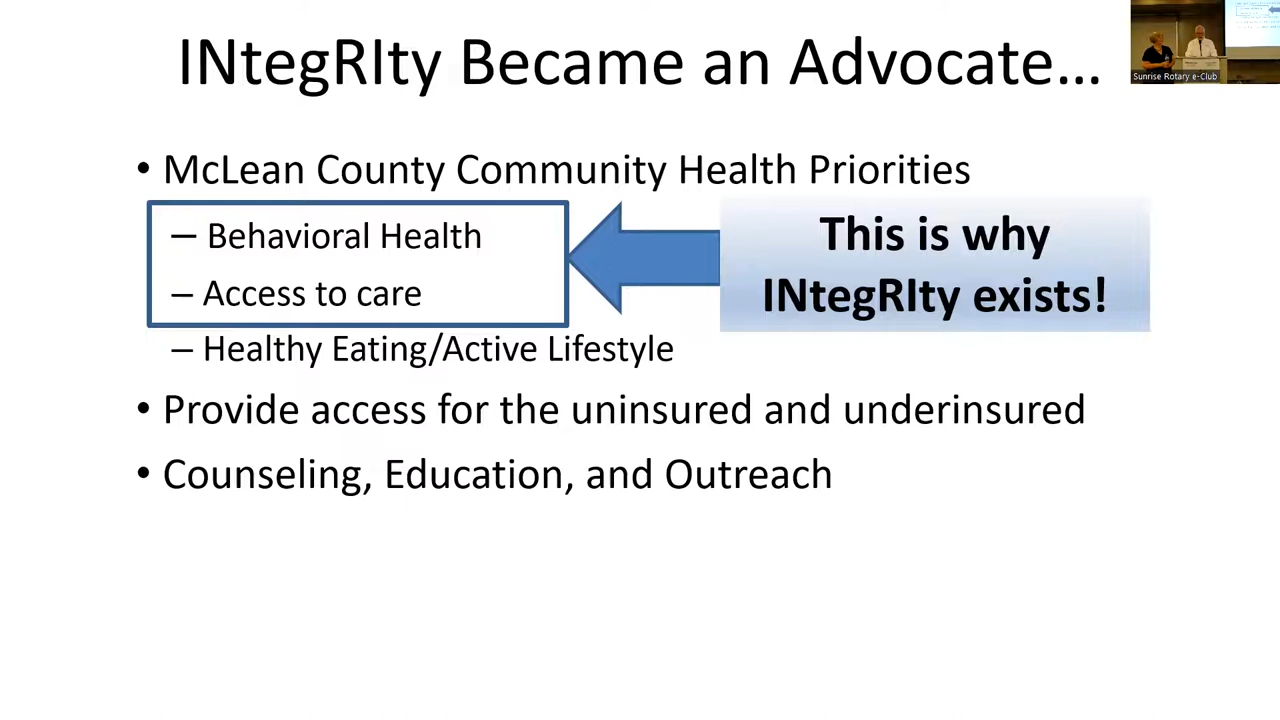 INtegRIty Became an Advocate…
Sunrise Rotary e-Club
• McLean County Community Health Priorities
– Behavioral Health
– Access to care
– Healthy Eating/Active Lifestyle
This is why
INtegRIty exists!
• Provide access for the uninsured and underinsured
• Counseling, Education, and Outreach